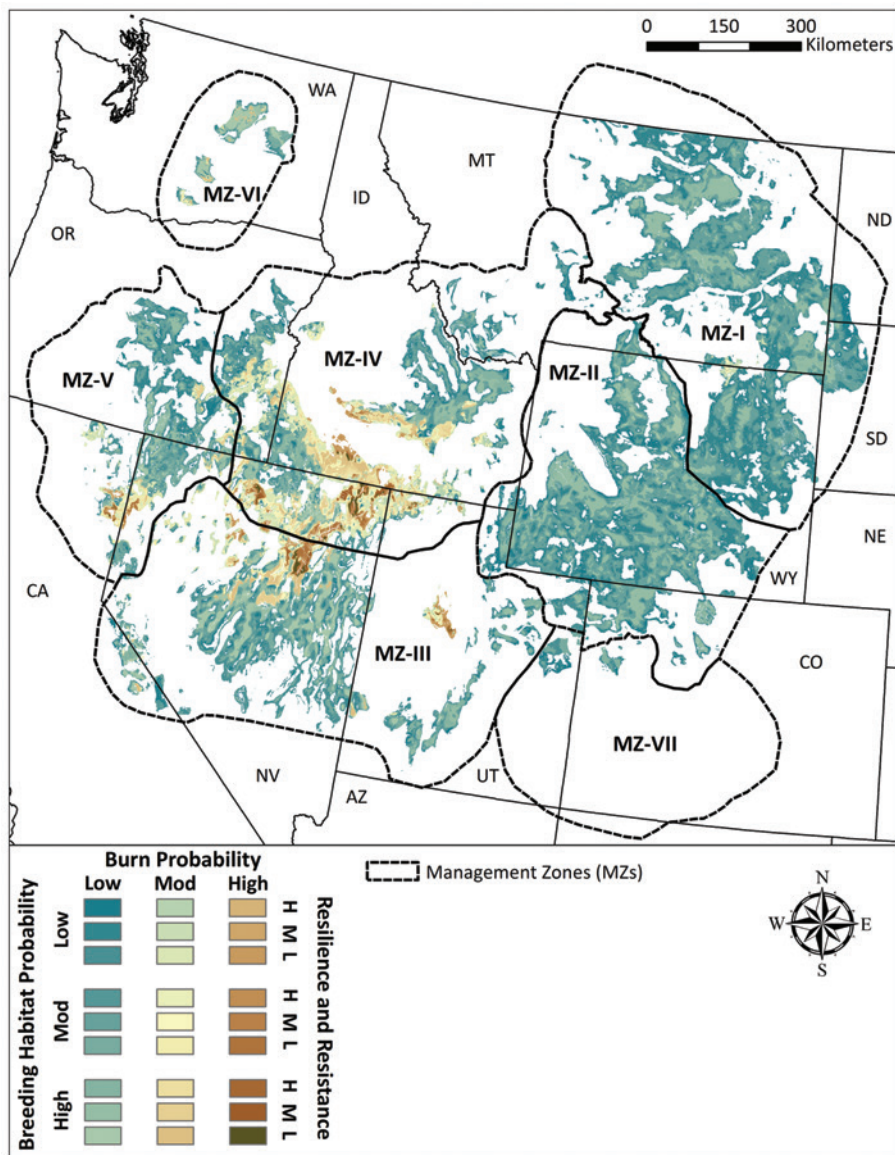 0 150 300
Kilometers
WA
MT
MZ-VI
ID
ND
OR
MZ-I
MZ-IV
MZ-II
MZ-V
SD
NE
WY
CA
MZ-III
CO
MZ-VII
NV
UT
AZ
Burn Probability
Low Mod High
Management Zones (MZs)
Breeding Habitat Probability
Low
Mod
High
H
M
L
H
M
L
H
M
L
Resilience and Resistance
N
W E
S